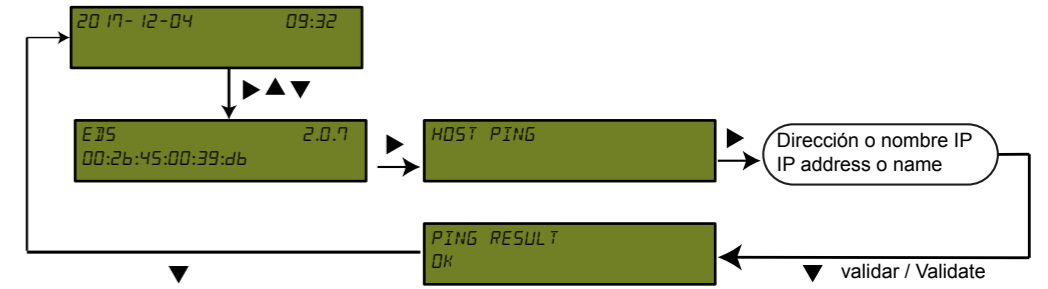 2017-12-04 09:32
EDS 2.0.7
00:26:45:00:39:db
HOST PING
Dirección o nombre IP
IP address o name
PING RESULT
OK
validar / Validate